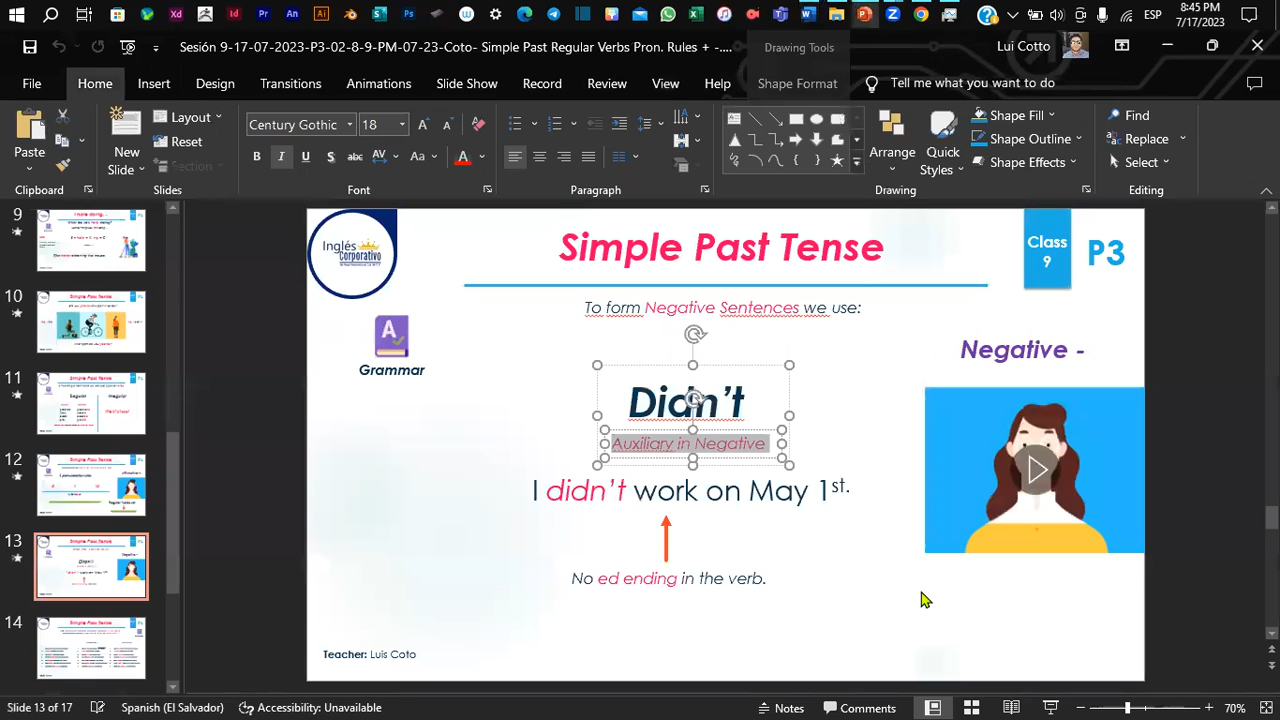 8:45 PM
ESP
7/17/2023
Sesión 9-17-07-2023-P3-02-8-3-PM-07-23-Coto- Simple Past Regular Verbs Pron. Rules + -....
Drawing Tools
Lui Cotto
File Home Insert Design Transitions Animations Slide Show Record Review View Help Shape Format Tell me what you want to do
Paste
Clipboard
New
Slide
Layout
Reset
Section
Slides
Century Gothic 18
Font
Paragraph
Arrange
Quick
Styles
Shape Fill
Shape Outline
Shape Effects
Drawing
Find
Replace
Select
Editing
9
11
13
14
Inglés
Corporativo
Simple Past Tense
Class
9
P3
To form Negative Sentences we use:
Grammar
Negative -
Didn't
Auxiliary in Negative
I didn't work on May 1st.
No ed ending in the verb.
Teacher: Luis Coto
Slide 13 of 17 Spanish (El Salvador) Accessibility: Unavailable Notes Comments 70%